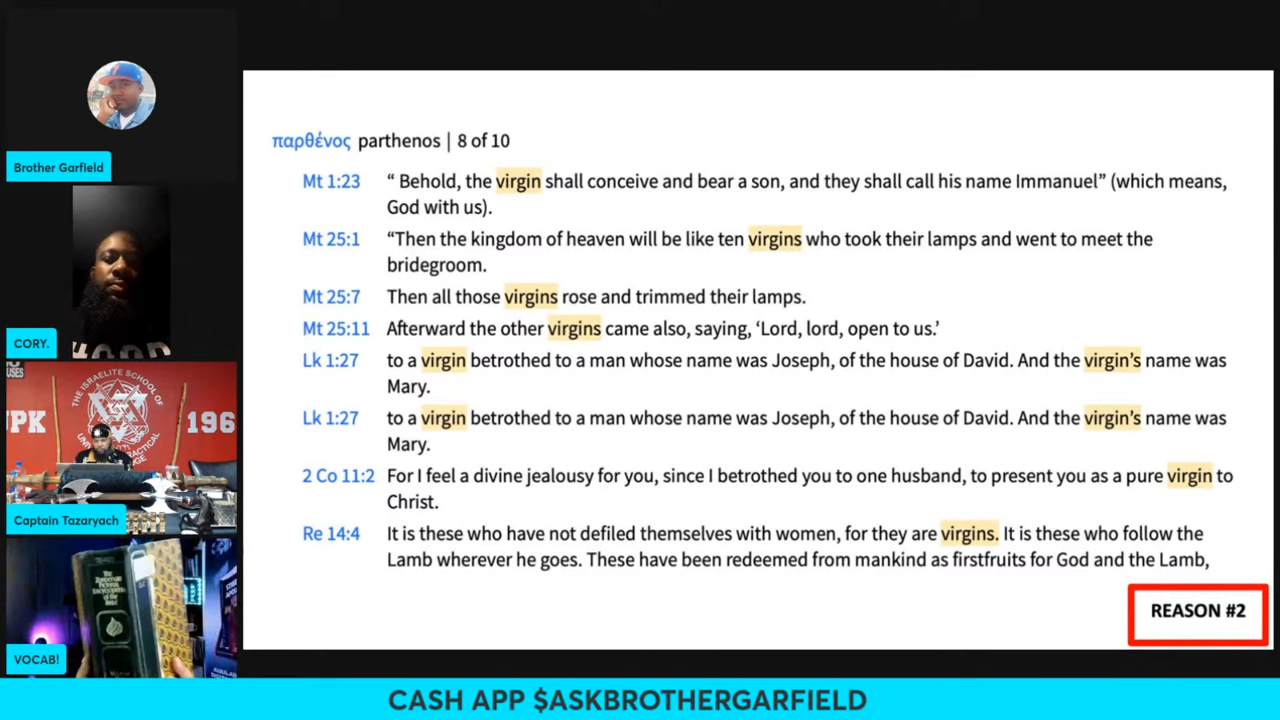 Brother Garfield
CORY.
THE ISRAELITE SCHOOL OF
UPK
196
Captain Tazaryach
VOCAB!
παρθένος parthenos | 8 of 10
Mt 1:23 “ Behold, the virgin shall conceive and bear a son, and they shall call his name Immanuel” (which means,
God with us).
Mt 25:1 “Then the kingdom of heaven will be like ten virgins who took their lamps and went to meet the
bridegroom.
Mt 25:7 Then all those virgins rose and trimmed their lamps.
Mt 25:11 Afterward the other virgins came also, saying, ‘Lord, lord, open to us.’
Lk 1:27 to a virgin betrothed to a man whose name was Joseph, of the house of David. And the virgin’s name was
Mary.
Lk 1:27 to a virgin betrothed to a man whose name was Joseph, of the house of David. And the virgin’s name was
Mary.
2 Co 11:2 For I feel a divine jealousy for you, since I betrothed you to one husband, to present you as a pure virgin to
Christ.
Re 14:4 It is these who have not defiled themselves with women, for they are virgins. It is these who follow the
Lamb wherever he goes. These have been redeemed from mankind as firstfruits for God and the Lamb,
REASON #2
CASH APP $ASKBROTHERGARFIELD